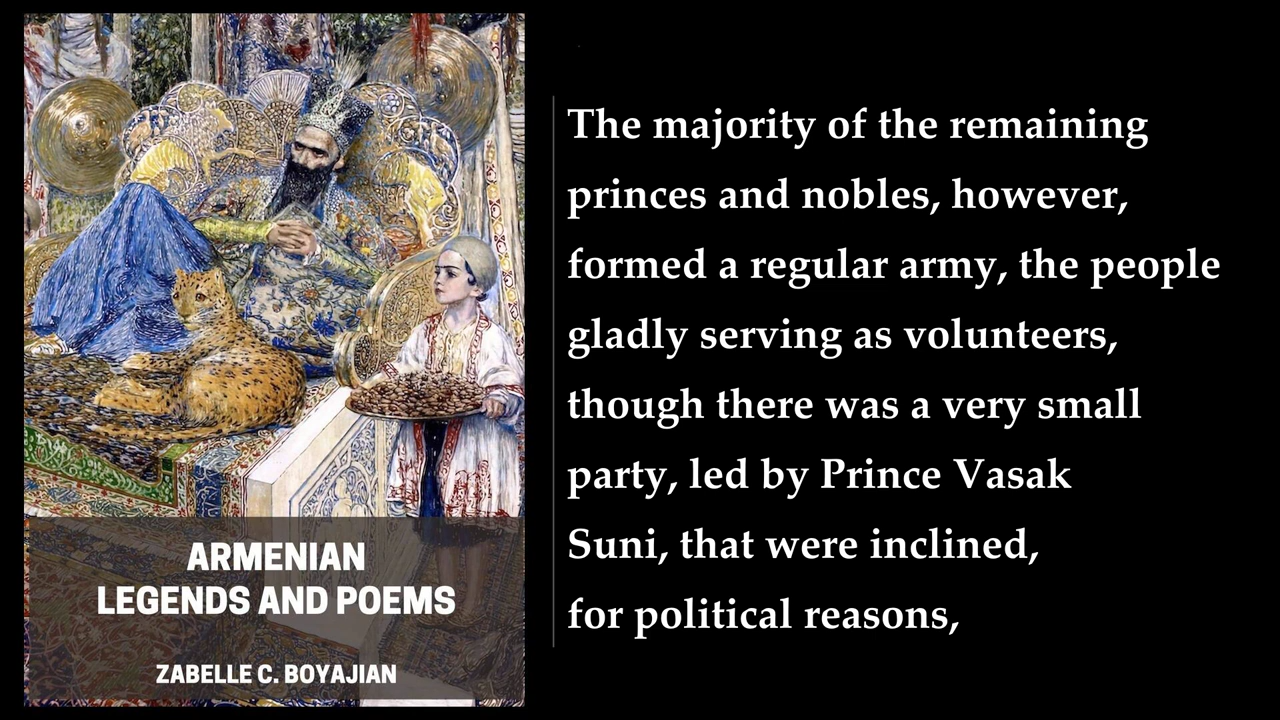 ARMENIAN
LEGENDS AND POEMS
ZABELLE C. BOYAJIAN
The majority of the remaining
princes and nobles, however,
formed a regular army, the people
gladly serving as volunteers,
though there was a very small
party, led by Prince Vasak
Suni, that were inclined,
for political reasons,